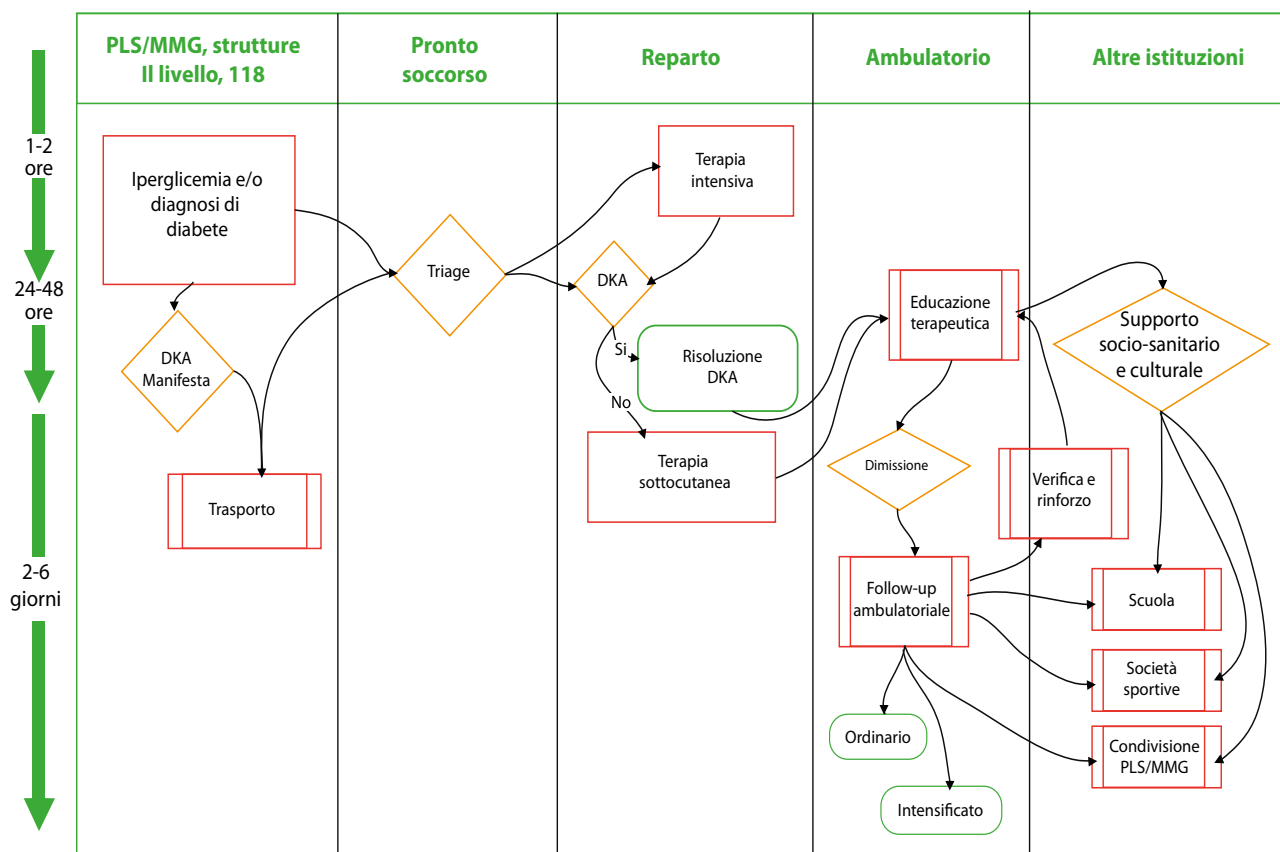 PLS/MMG, strutture
II livello, 118
Pronto
soccorso
Reparto
Ambulatorio
Altre istituzioni
1-2
ore
24-48
ore
2-6
giorni
Iperglicemia e/o
diagnosi di
diabete
DKA
Manifesta
Trasporto
Triage
Terapia
intensiva
DKA
Si
No
Risoluzione
DKA
Terapia
sottocutanea
Educazione
terapeutica
Dimissione
Follow-up
ambulatoriale
Ordinario
Intensificato
Supporto
socio-sanitario
e culturale
Verifica e
rinforzo
Scuola
Società
sportive
Condivisione
PLS/MMG